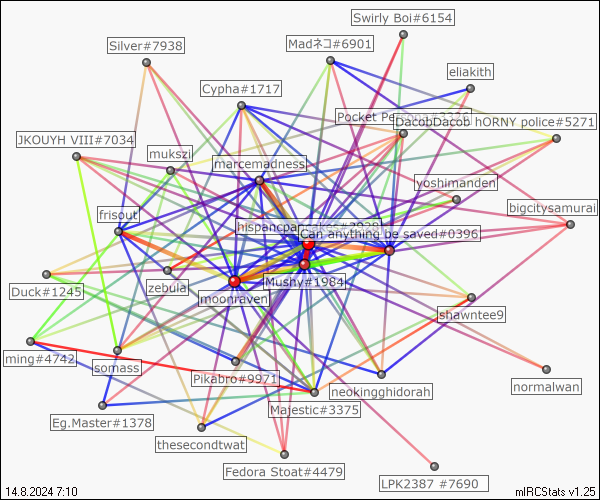 Swirly Boi#6154
Silver#7938
Madネコ#6901
eliakith
Cypha#1717
Pocket Persona#3326
DacobDacob hORNY police#5271
JKOUYH VIII#7034
mukszi
marcemadness
yoshimanden
bigcitysamurai
frisout
Can anything be saved#0396
zebula
Mushy#1984
Duck#1245
moonraven
shawntee9
ming#4742
somass
Pikabro#9971
neokingghidorah
normalwan
Majestic#3375
Eg.Master#1378
thesecondtwat
Fedora Stoat#4479
LPK2387 #7690
14.8.2024 7:10
mIRCStats v1.25